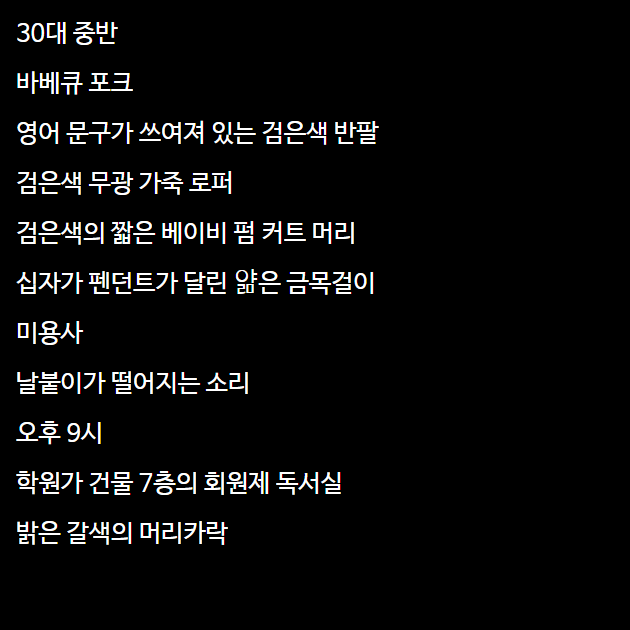 30대 중반
바베큐 포크
영어 문구가 쓰여져 있는 검은색 반팔
검은색 무광 가죽 로퍼
검은색의 짧은 베이비 펌 커트 머리
십자가 펜던트가 달린 얇은 금목걸이
미용사
날붙이가 떨어지는 소리
오후 9시
학원가 건물 7층의 회원제 독서실
밝은 갈색의 머리카락